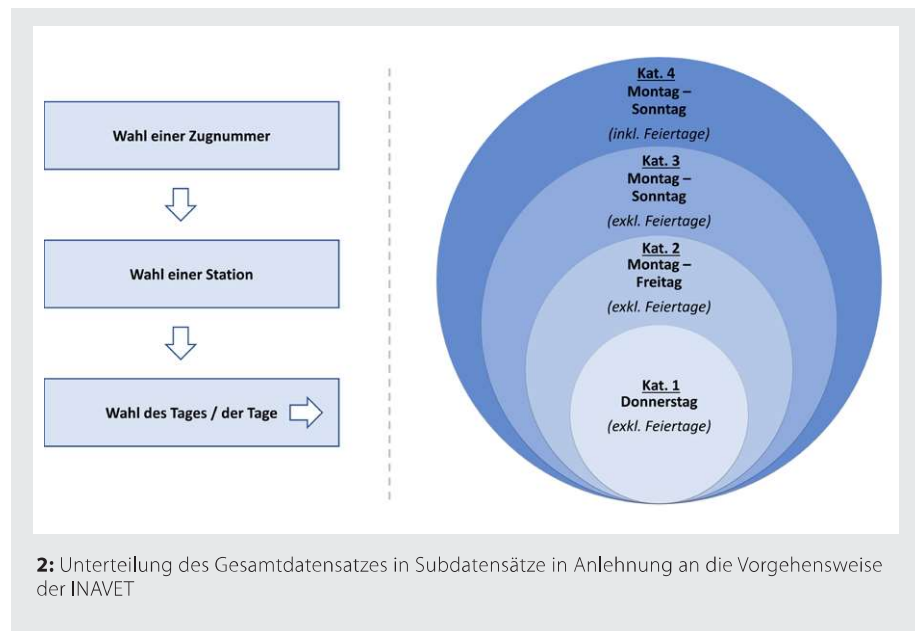 Wahl einer Zugnummer
Wahl einer Station
Wahl des Tages / der Tage
Kat. 4
Montag –
Sonntag
(inkl. Feiertage)
Kat. 3
Montag –
Sonntag
(exkl. Feiertage)
Kat. 2
Montag –
Freitag
(exkl. Feiertage)
Kat. 1
Donnerstag
(exkl. Feiertage)
2: Unterteilung des Gesamtdatensatzes in Subdatensätze in Anlehnung an die Vorgehensweise
der INAVET